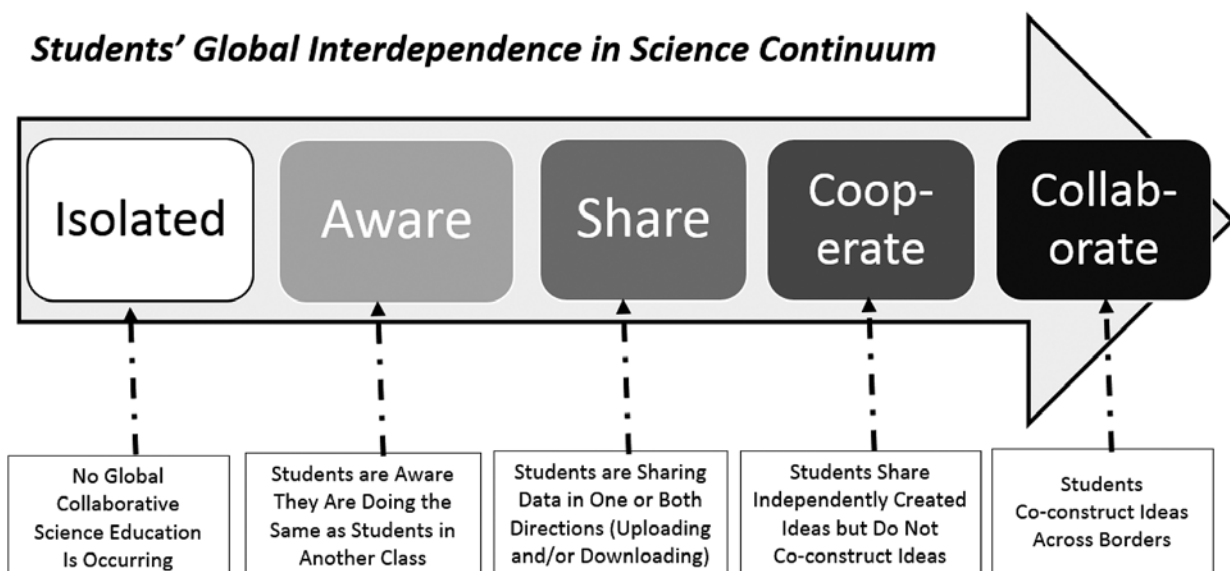 Students' Global Interdependence in Science Continuum
Isolated
Aware
Share
Coop-
erate
Collab-
orate
No Global
Collaborative
Science Education
Is Occurring
Students are Aware
They Are Doing the
Same as Students in
Another Class
Students are Sharing
Data in One or Both
Directions (Uploading
and/or Downloading)
Students Share
Independently Created
Ideas but Do Not
Co-construct Ideas
Students
Co-construct Ideas
Across Borders